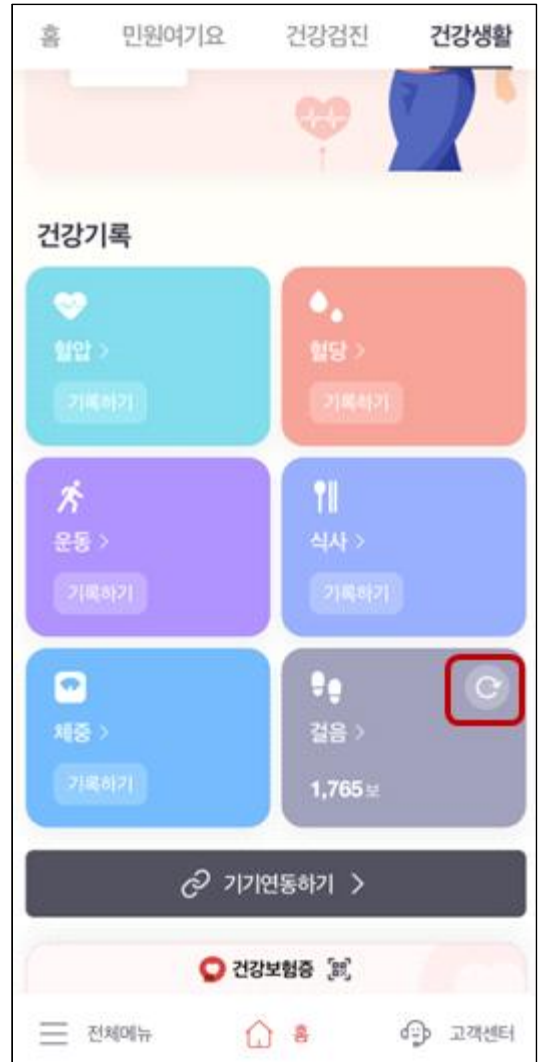 홈 민원여기요 건강검진 건강생활
건강기록
혈압 > 혈당 >
기록하기 기록하기
운동 > 식사 >
기록하기 기록하기
체중 > 걸음 >
기록하기 1,765 보
기기연동하기 >
건강보험증
전체메뉴 홈 고객센터